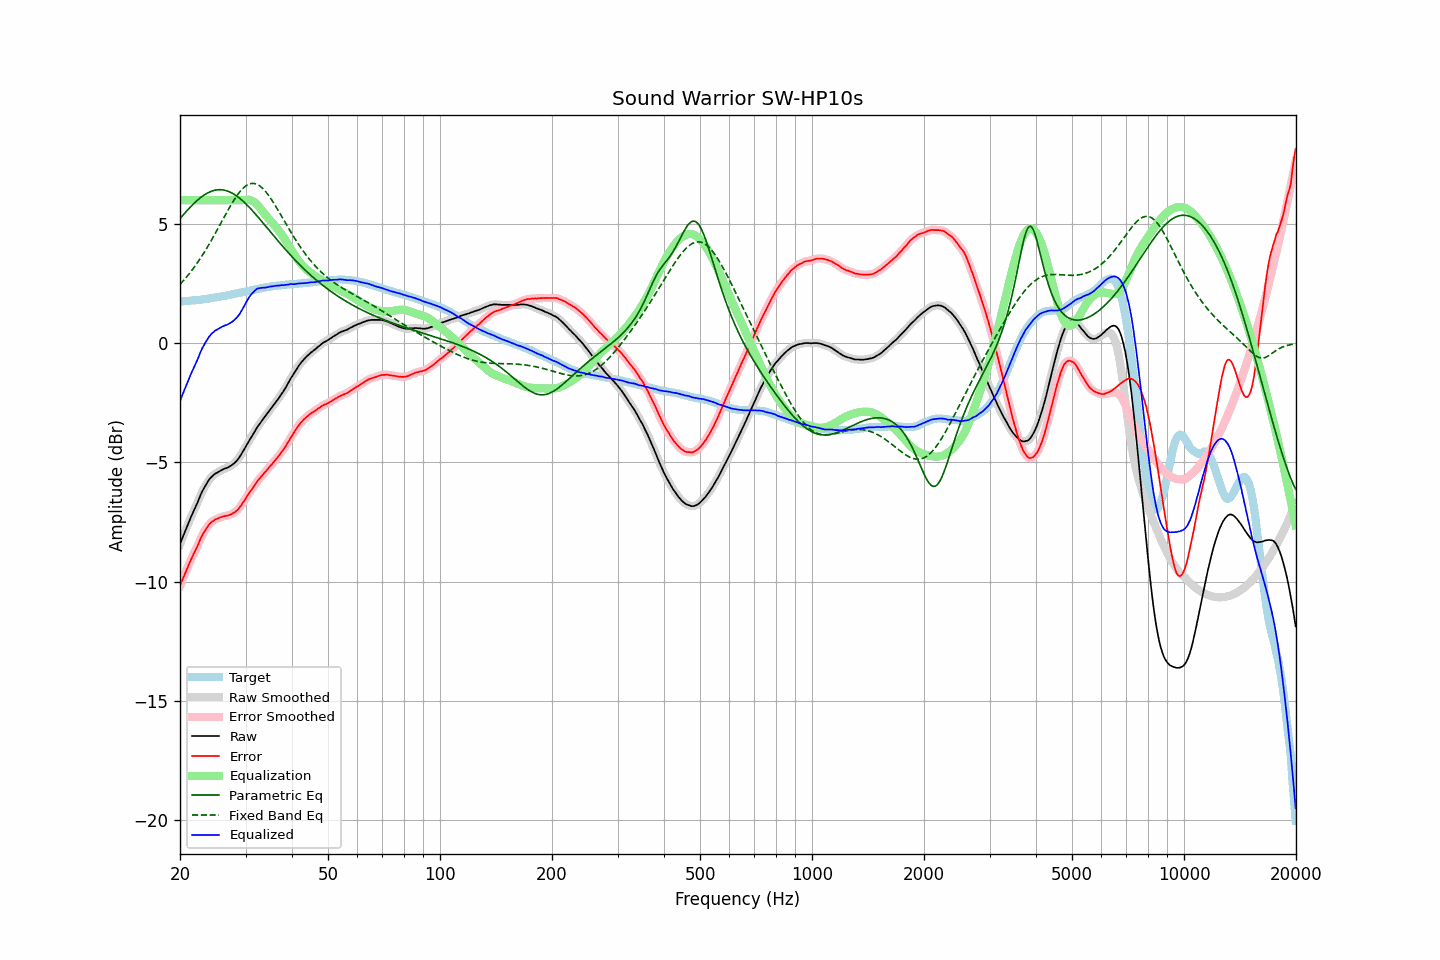 Sound Warrior SW-HP10s
Amplitude (dBr)
5
0
−5
−10
−15
−20
Target
Raw Smoothed
Error Smoothed
Raw
Error
Equalization
Parametric Eq
Fixed Band Eq
Equalized
20 50 100 200 500 1000 2000 5000 10000 20000
Frequency (Hz)